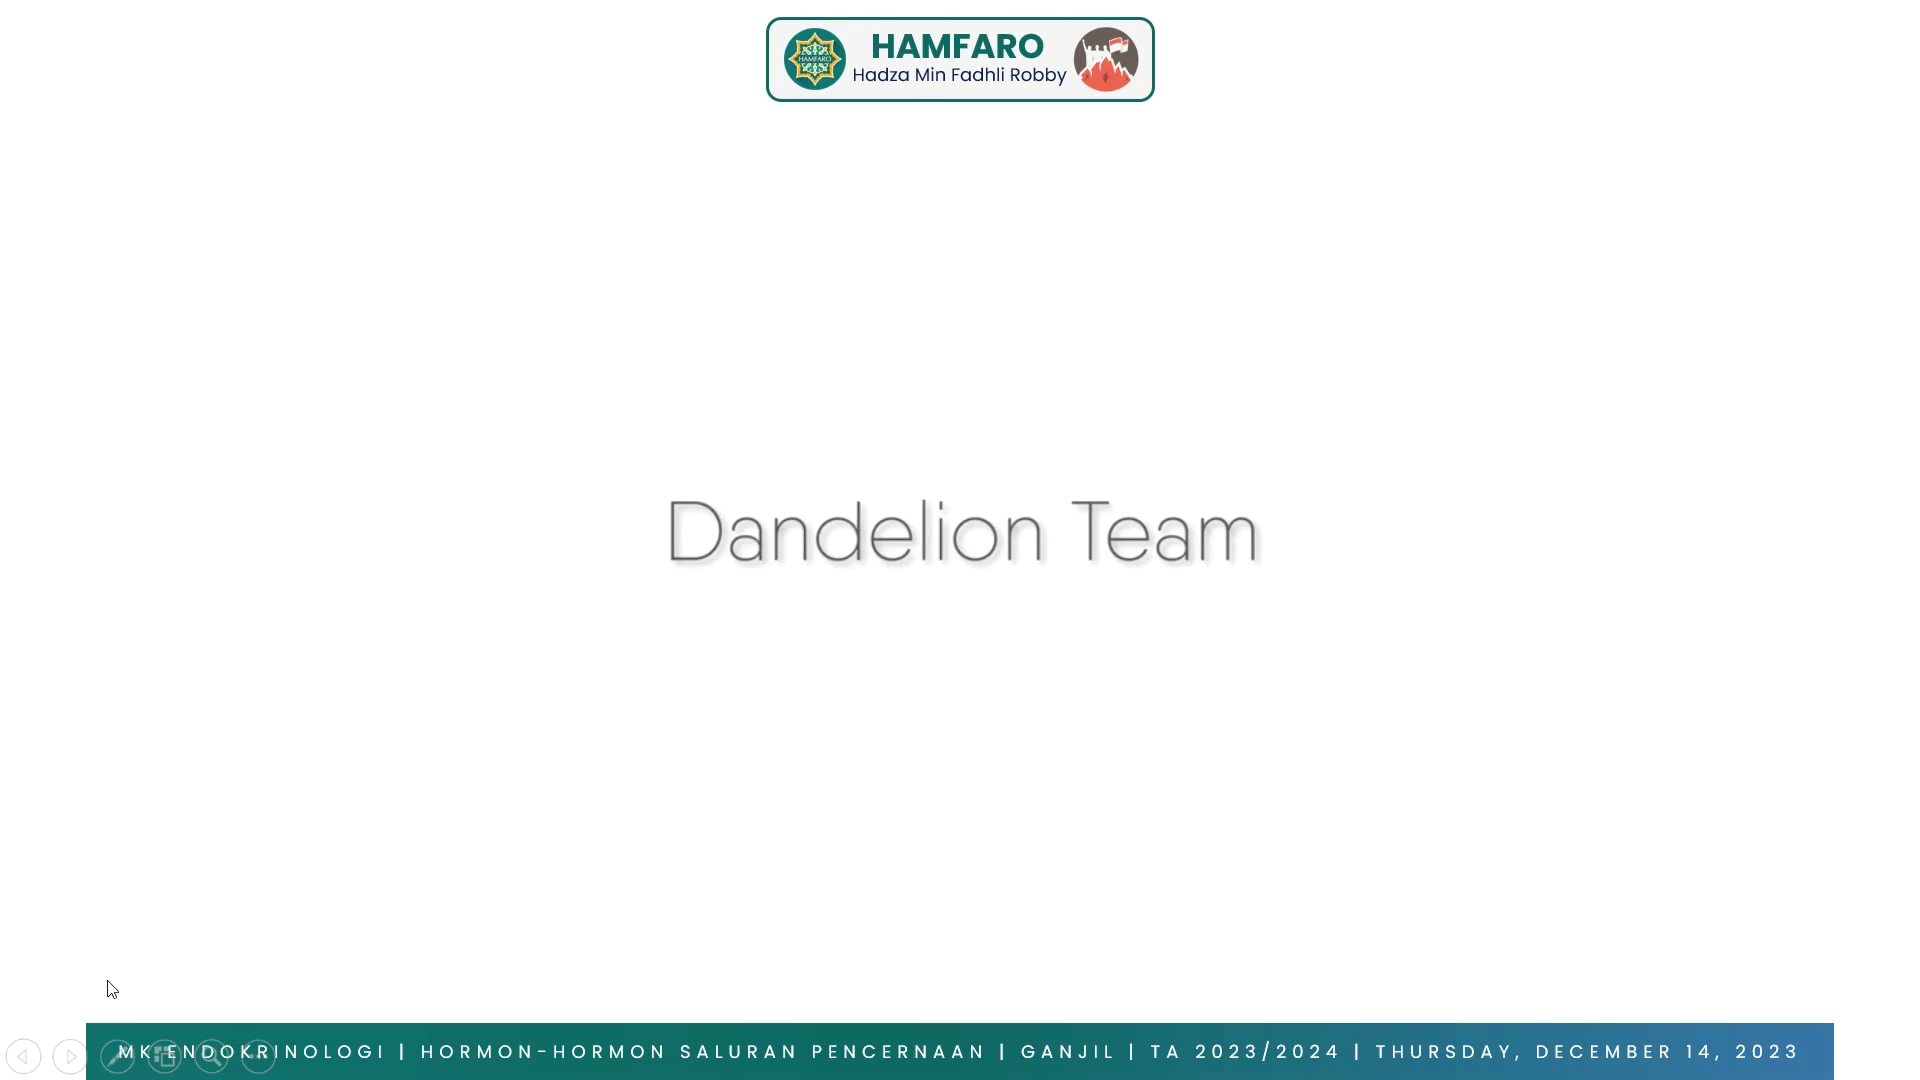 HAMFARO
HAMFARO
Hadza Min Fadhli Robby
Dandelion Team
MK ENDOKRINOLOGI | HORMON-HORMON SALURAN PENCERNAAN | GANJIL | TA 2023/2024 | THURSDAY, DECEMBER 14, 2023